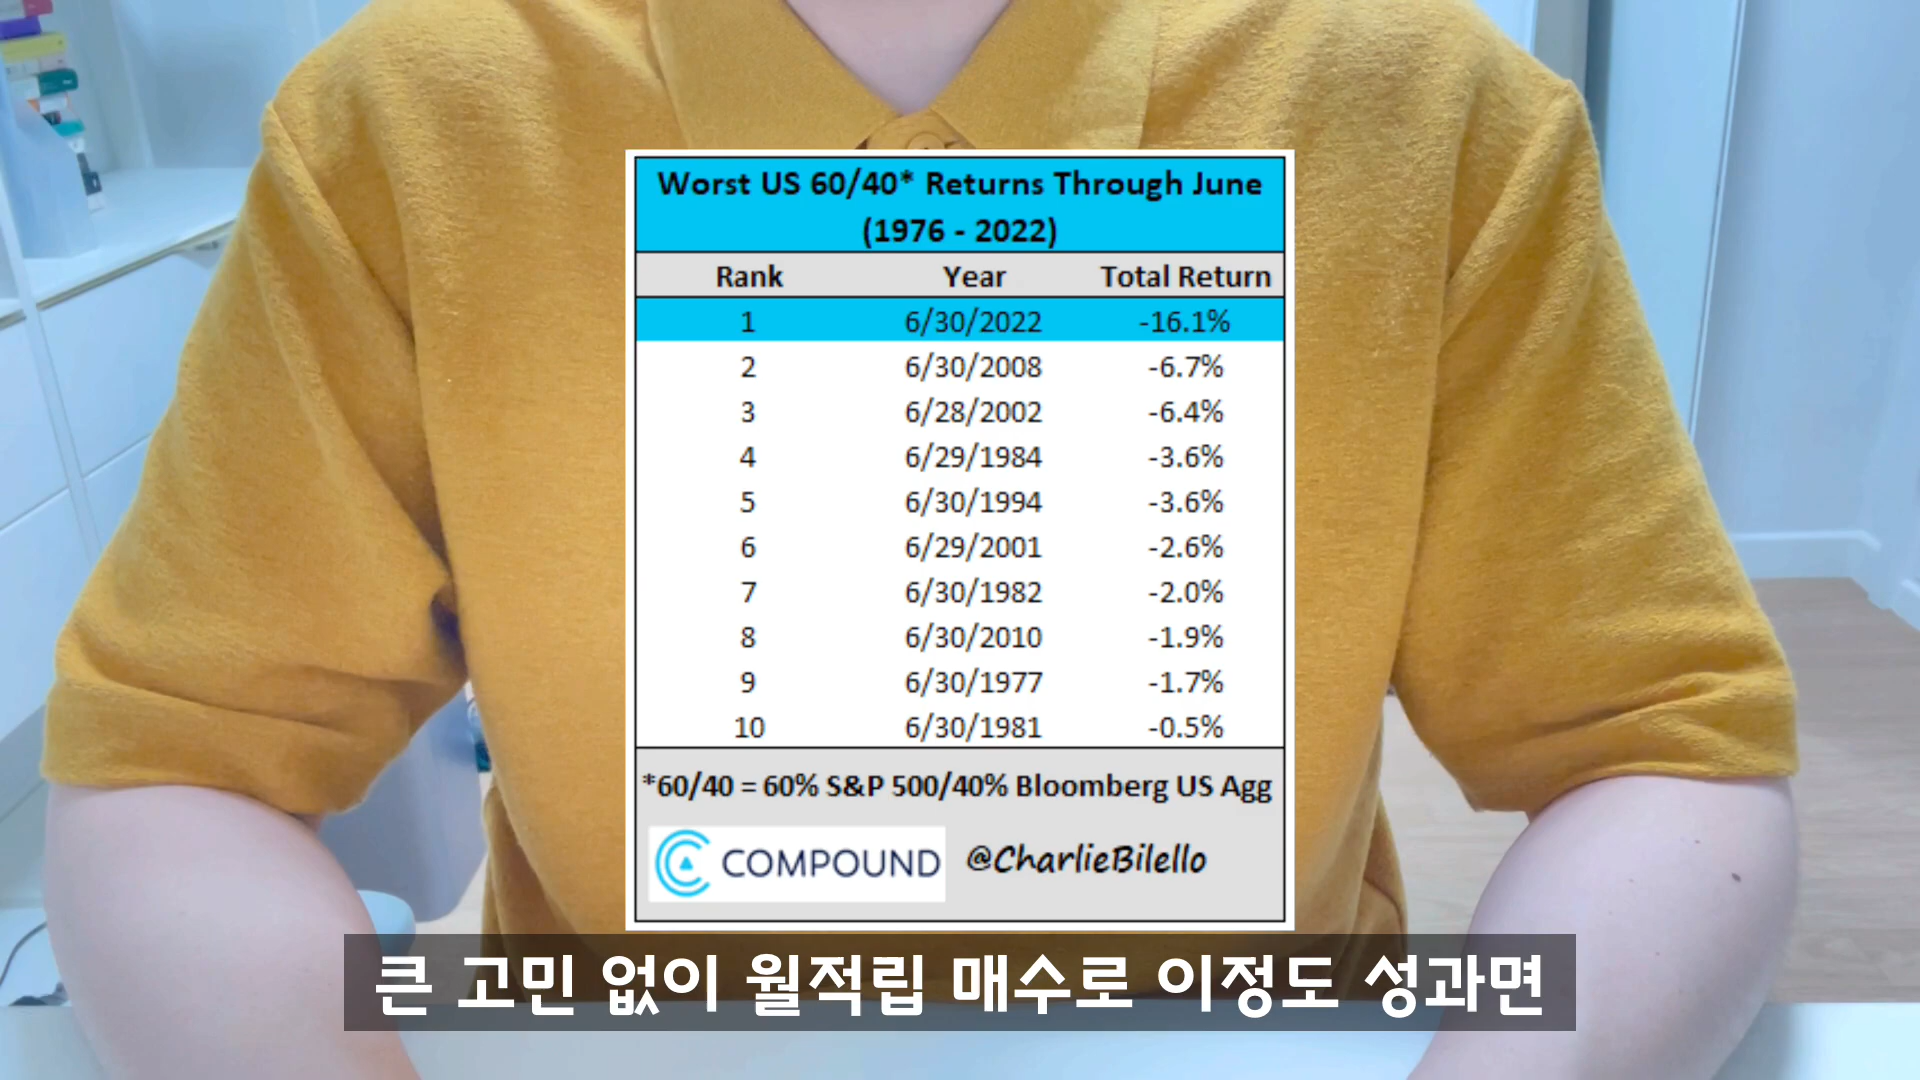 Worst US 60/40* Returns Through June
(1976 - 2022)
Rank Year Total Return
1 6/30/2022 -16.1%
2 6/30/2008 -6.7%
3 6/28/2002 -6.4%
4 6/29/1984 -3.6%
5 6/30/1994 -3.6%
6 6/29/2001 -2.6%
7 6/30/1982 -2.0%
8 6/30/2010 -1.9%
9 6/30/1977 -1.7%
10 6/30/1981 -0.5%
*60/40 = 60% S&P 500/40% Bloomberg US Agg
COMPOUND @CharlieBilello
큰 고민 없이 월적립 매수로 이정도 성과면